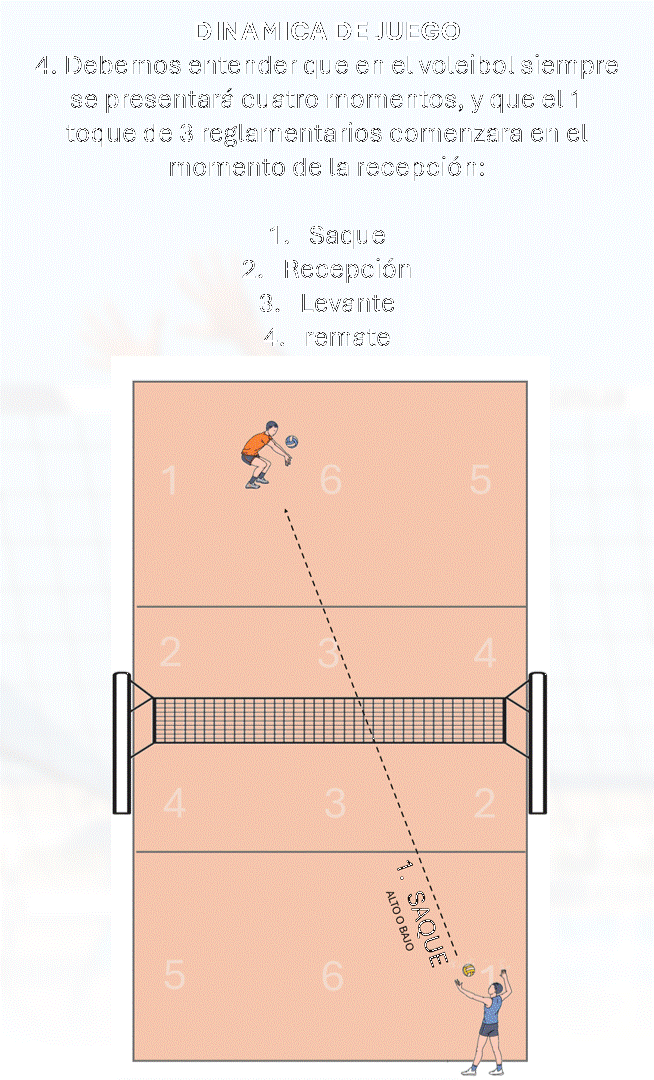 DINAMICA DE JUEGO
4. Debemos entender que en el voleibol siempre
se presentará cuatro momentos, y que el 1
toque de 3 reglamentarios comenzara en el
momento de la recepción:
1. Saque
2. Recepción
3. Levante
4. remate
1 6 5
2 3 4
4 3 2
1. SAQUE
ALTO O BAJO
5 6 1